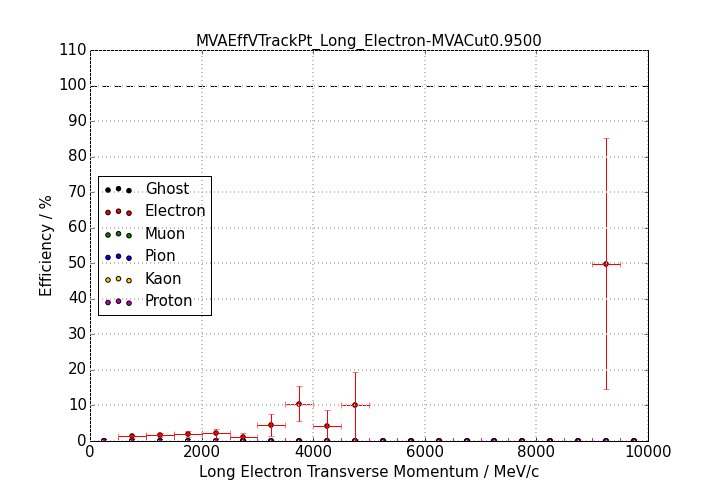 MVAEffVTrackPt_Long_Electron-MVACut0.9500
110
100
90
80
70
60
50
40
30
20
10
0
Efficiency / %
Ghost
Electron
Muon
Pion
Kaon
Proton
0 2000 4000 6000 8000 10000
Long Electron Transverse Momentum / MeV/c